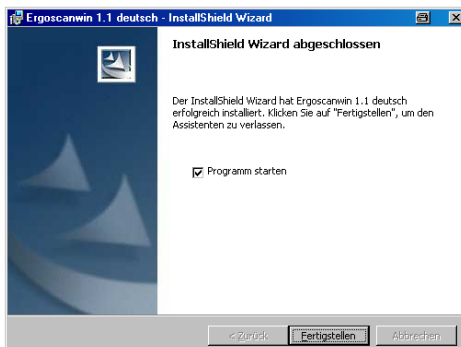 Ergoscanwin 1.1 deutsch - InstallShield Wizard
InstallShield Wizard abgeschlossen
Der InstallShield Wizard hat Ergoscanwin 1.1 deutsch
erfolgreich installiert. Klicken Sie auf "Fertigstellen", um den
Assistenten zu verlassen.
Programm starten
< Zurück Fertigstellen Abbrechen